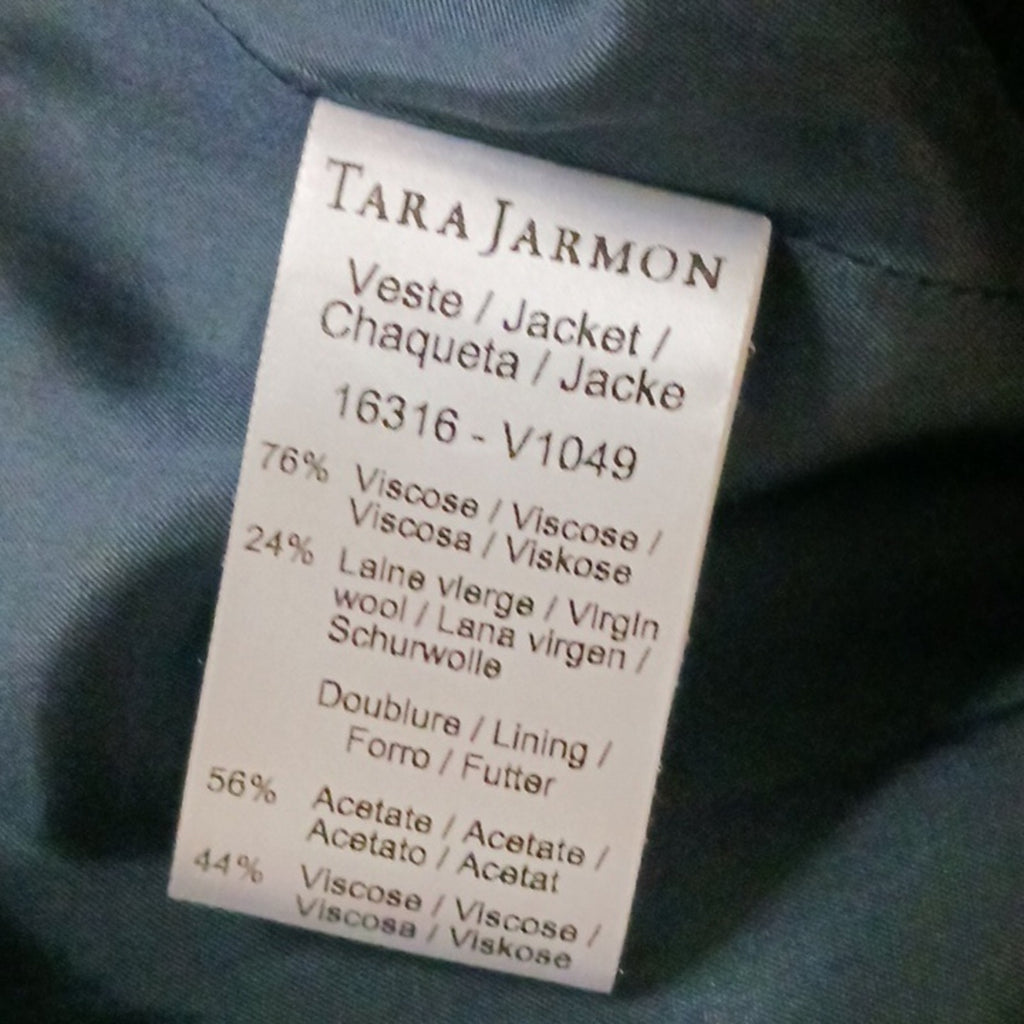 TARA JARMON
Veste / Jacket /
Chaqueta / Jacke
16316 - V1049
76% Viscose / Viscose /
Viscosa / Viskose
24% Laine vierge / Virgin
wool / Lana virgen /
Schurwolle
Doublure / Lining /
Forro / Futter
56% Acetate / Acetate /
Acetato / Acetat
44% Viscose / Viscose /
Viscosa / Viskose